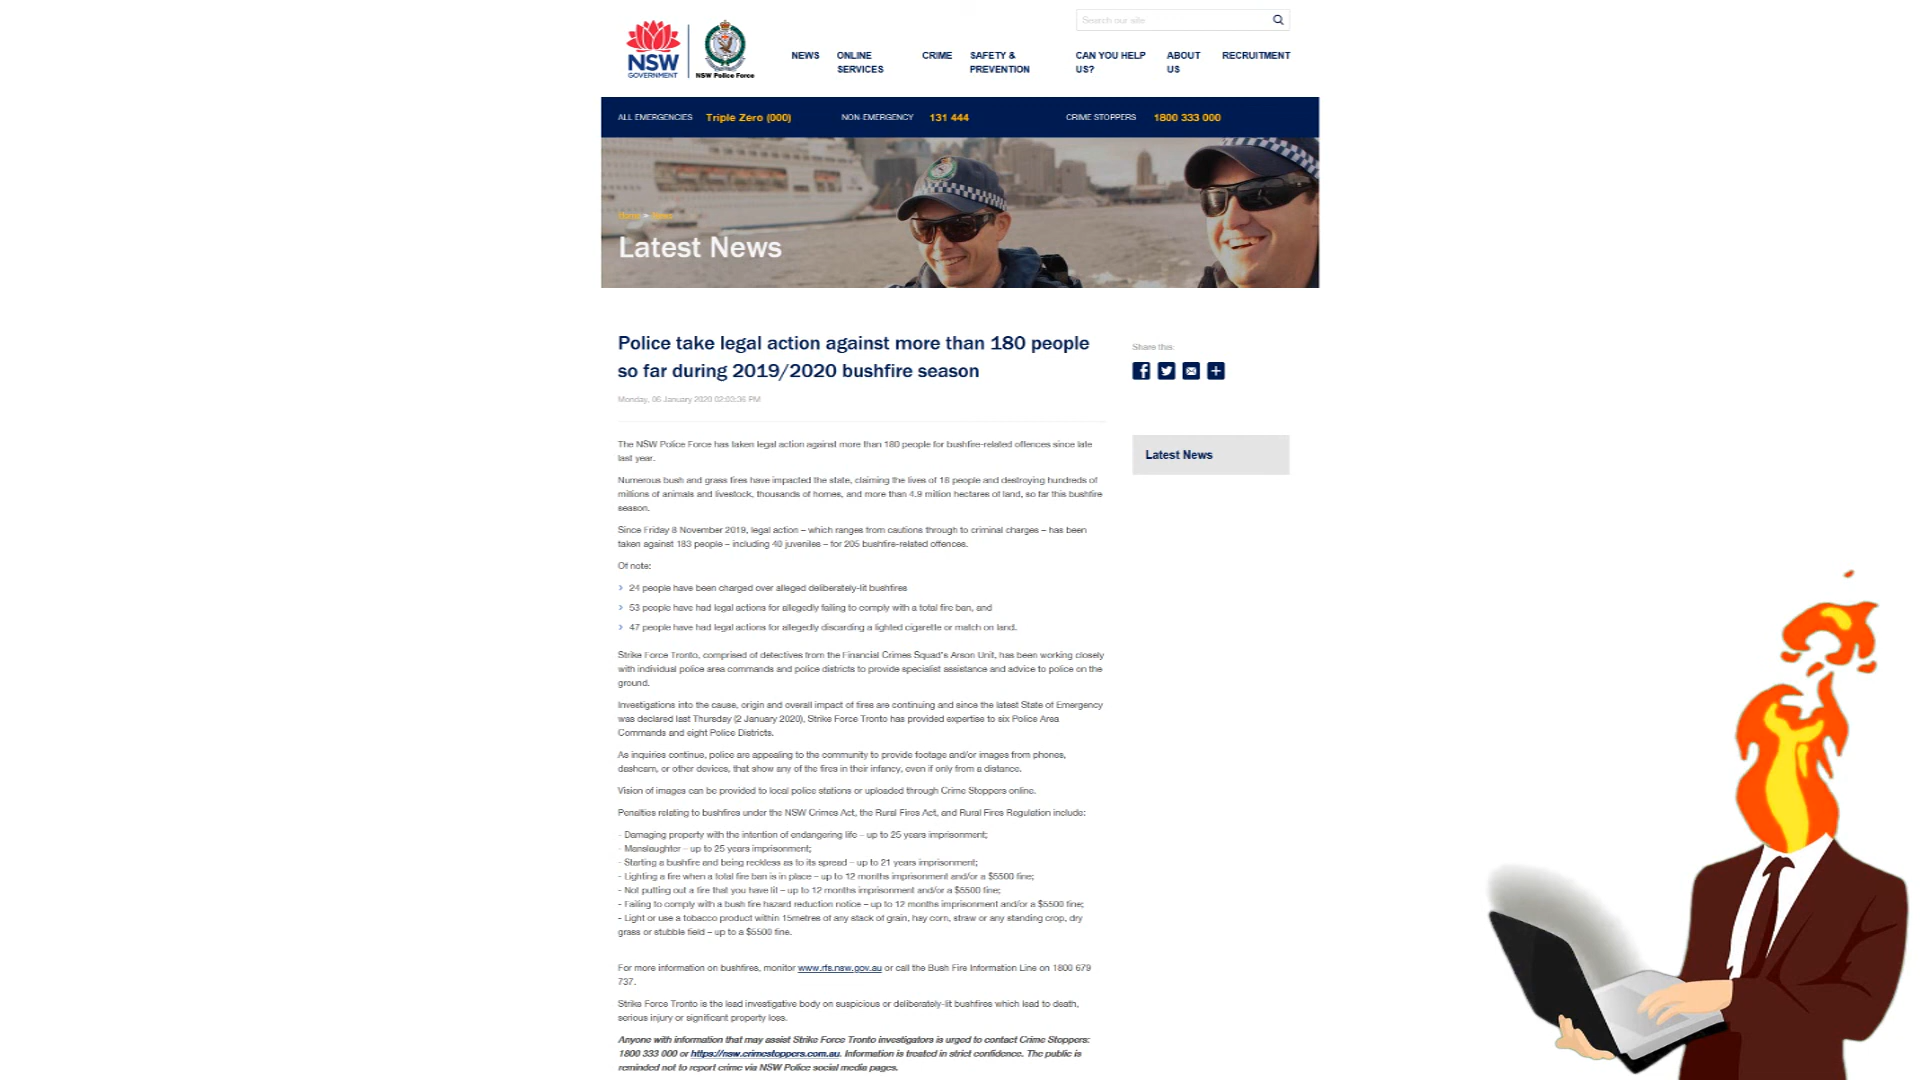 Search our site
NSW
GOVERNMENT
NSW Police Force
NEWS
ONLINE
SERVICES
CRIME
SAFETY &
PREVENTION
CAN YOU HELP
US?
ABOUT
US
RECRUITMENT
ALL EMERGENCIES Triple Zero (000) NON-EMERGENCY 131 444 CRIME STOPPERS 1800 333 000
Home > News
Latest News
Police take legal action against more than 180 people
so far during 2019/2020 bushfire season
Monday, 06 January 2020 02:03:36 PM
Share this:
Latest News
The NSW Police Force has taken legal action against more than 180 people for bushfire-related offences since late
last year.
Numerous bush and grass fires have impacted the state, claiming the lives of 18 people and destroying hundreds of
millions of animals and livestock, thousands of homes, and more than 4.9 million hectares of land, so far this bushfire
season.
Since Friday 8 November 2019, legal action – which ranges from cautions through to criminal charges – has been
taken against 183 people – including 40 juveniles – for 205 bushfire-related offences.
Of note:
> 24 people have been charged over alleged deliberately-lit bushfires
> 53 people have had legal actions for allegedly failing to comply with a total fire ban, and
> 47 people have had legal actions for allegedly discarding a lighted cigarette or match on land.
Strike Force Tronto, comprised of detectives from the Financial Crimes Squad's Arson Unit, has been working closely
with individual police area commands and police districts to provide specialist assistance and advice to police on the
ground.
Investigations into the cause, origin and overall impact of fires are continuing and since the latest State of Emergency
was declared last Thursday (2 January 2020), Strike Force Tronto has provided expertise to six Police Area
Commands and eight Police Districts.
As inquiries continue, police are appealing to the community to provide footage and/or images from phones,
dashcam, or other devices, that show any of the fires in their infancy, even if only from a distance.
Vision of images can be provided to local police stations or uploaded through Crime Stoppers online.
Penalties relating to bushfires under the NSW Crimes Act, the Rural Fires Act, and Rural Fires Regulation include:
- Damaging property with the intention of endangering life – up to 25 years imprisonment;
- Manslaughter – up to 25 years imprisonment;
- Starting a bushfire and being reckless as to its spread – up to 21 years imprisonment;
- Lighting a fire when a total fire ban is in place – up to 12 months imprisonment and/or a $5500 fine;
- Not putting out a fire that you have lit – up to 12 months imprisonment and/or a $5500 fine;
- Failing to comply with a bush fire hazard reduction notice – up to 12 months imprisonment and/or a $5500 fine;
- Light or use a tobacco product within 15metres of any stack of grain, hay corn, straw or any standing crop, dry
grass or stubble field – up to a $5500 fine.
For more information on bushfires, monitor www.rfs.nsw.gov.au or call the Bush Fire Information Line on 1800 679
737.
Strike Force Tronto is the lead investigative body on suspicious or deliberately-lit bushfires which lead to death,
serious injury or significant property loss.
Anyone with information that may assist Strike Force Tronto investigators is urged to contact Crime Stoppers:
1800 333 000 or https://nsw.crimestoppers.com.au. Information is treated in strict confidence. The public is
reminded not to report crime via NSW Police social media pages.